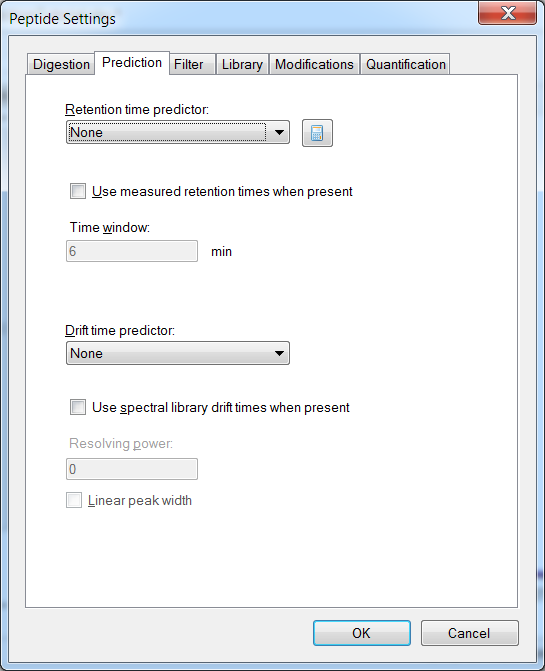 Peptide Settings
Digestion Prediction Filter Library Modifications Quantification
Retention time predictor:
None
Use measured retention times when present
Time window:
6 min
Drift time predictor:
None
Use spectral library drift times when present
Resolving power:
0
Linear peak width
OK Cancel